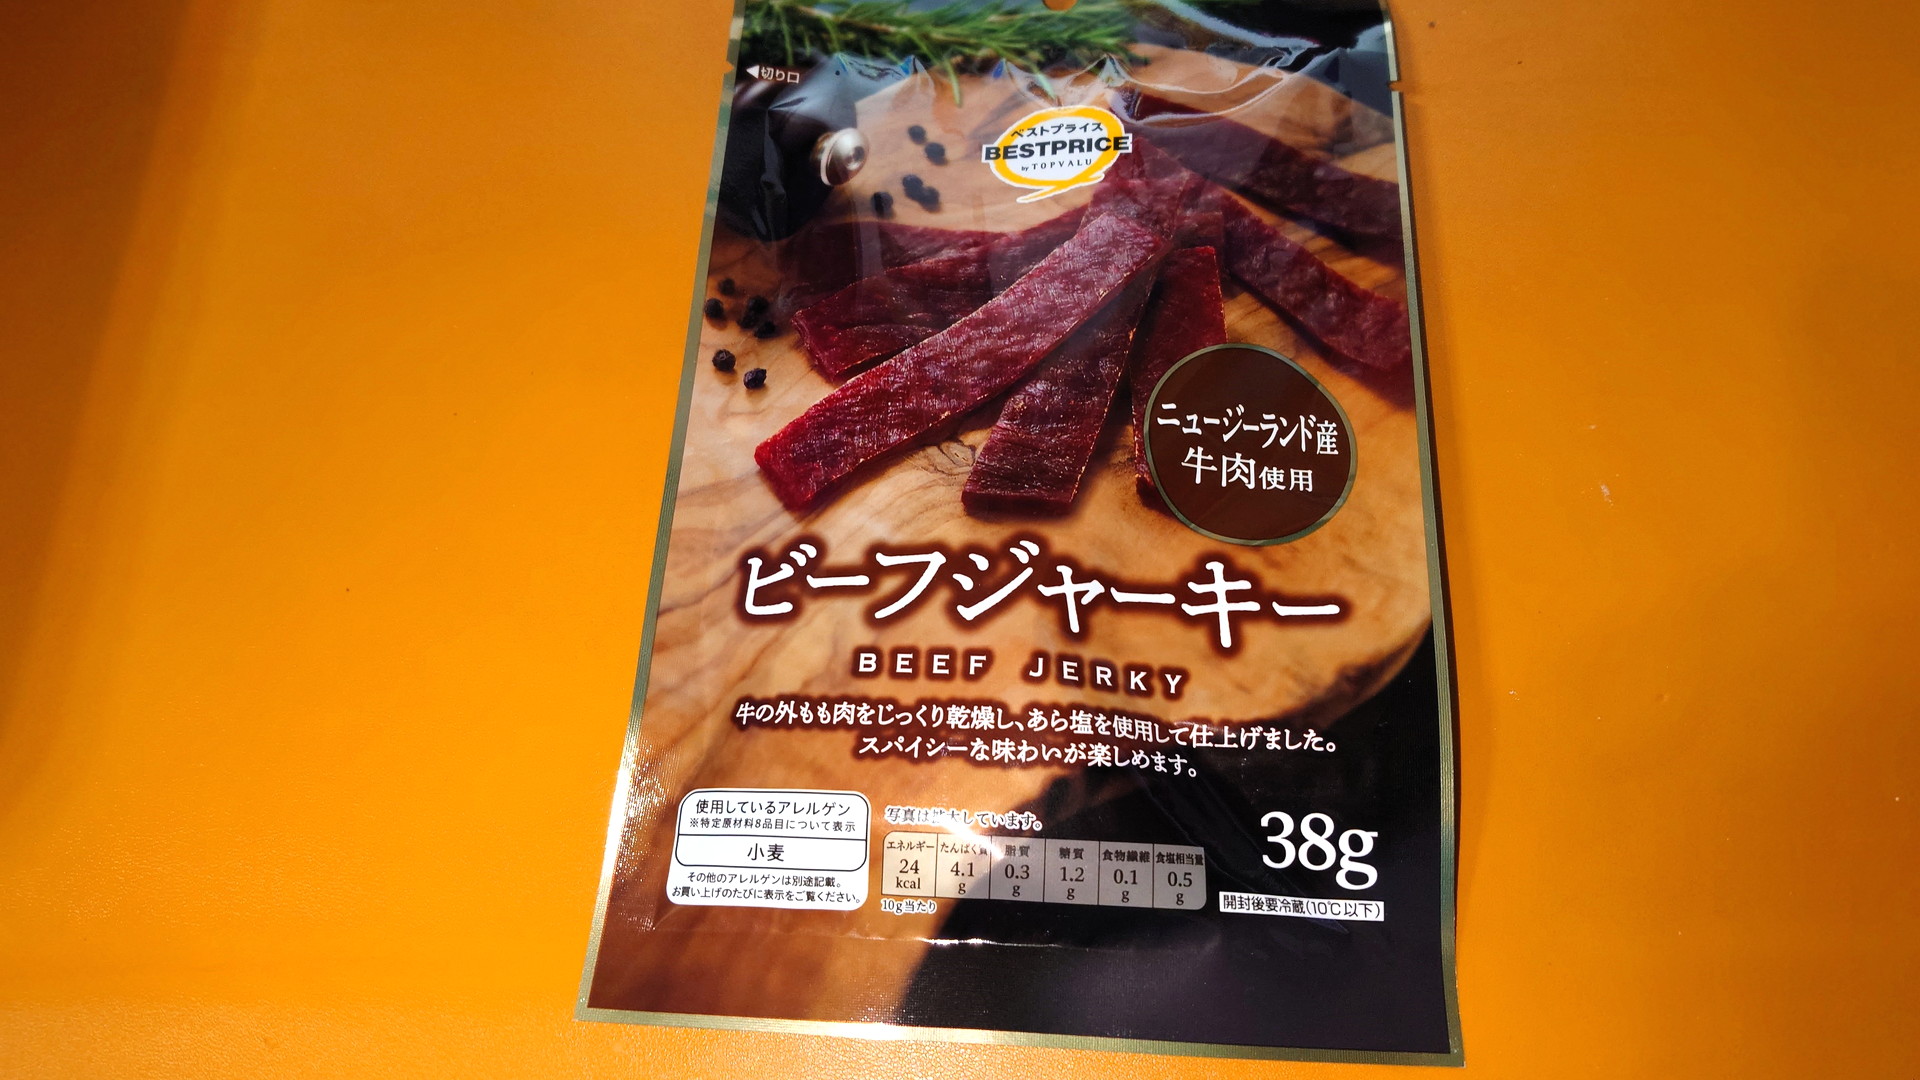 ◀切り口
ベストプライス
BESTPRICE
by TOPVALU
ニュージーランド産
牛肉使用
ビーフジャーキー
BEEF JERKY
牛の外もも肉をじっくり乾燥し、あら塩を使用して仕上げました。
スパイシーな味わいが楽しめます。
使用しているアレルゲン
※特定原材料8品目について表示
小麦
その他のアレルゲンは別途記載。
お買い上げのたびに表示をご覧ください。
写真は拡大しています。
エネルギー たんぱく質 脂質 糖質 食物繊維 食塩相当量
24 4.1 0.3 1.2 0.1 0.5
kcal g g g g g
10g当たり
38g
開封後要冷蔵(10℃以下)